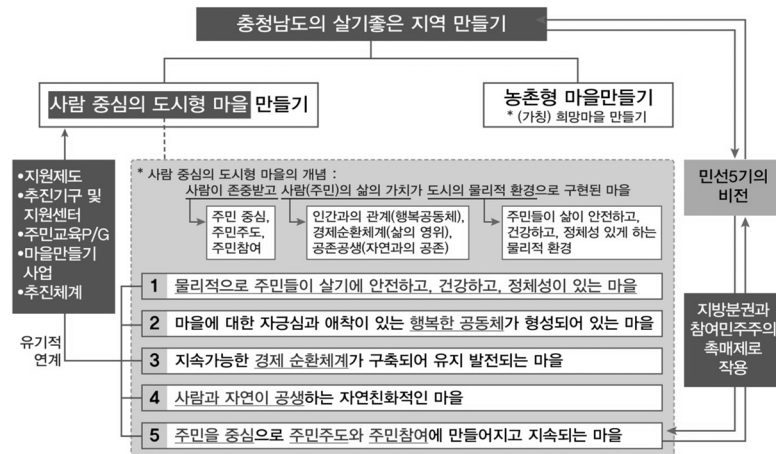 충청남도의 살기좋은 지역 만들기
사람 중심의 도시형 마을 만들기
농촌형 마을만들기
* (가칭) 희망마을 만들기
•지원제도
•추진기구 및
지원센터
•주민교육P/G
•마을만들기
사업
•추진체계
* 사람 중심의 도시형 마을의 개념 :
사람이 존중받고 사람(주민)의 삶의 가치가 도시의 물리적 환경으로 구현된 마을
주민 중심,
주민주도,
주민참여
인간과의 관계(행복공동체),
경제순환체계(삶의 영위),
공존공생(자연과의 공존)
주민들이 삶이 안전하고,
건강하고, 정체성 있게 하는
물리적 환경
1 물리적으로 주민들이 살기에 안전하고, 건강하고, 정체성이 있는 마을
2 마을에 대한 자긍심과 애착이 있는 행복한 공동체가 형성되어 있는 마을
3 지속가능한 경제 순환체계가 구축되어 유지 발전되는 마을
4 사람과 자연이 공생하는 자연친화적인 마을
5 주민을 중심으로 주민주도와 주민참여에 만들어지고 지속되는 마을
유기적
연계
민선5기의
비전
지방분권과
참여민주주의
촉매제로
작용